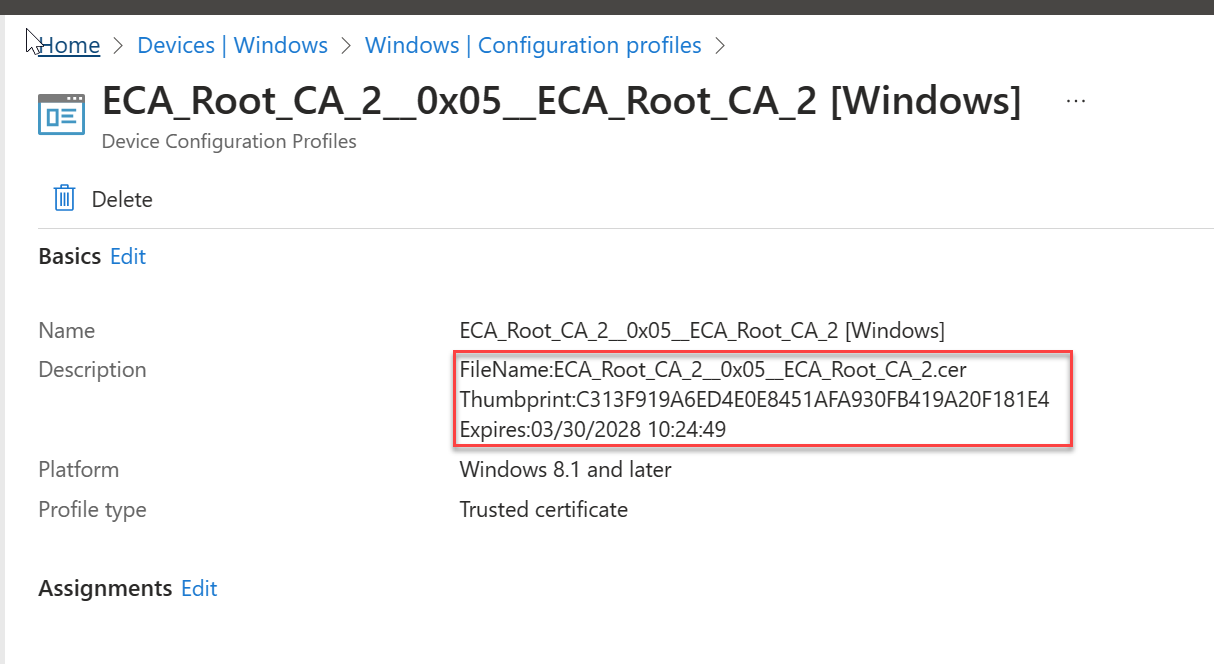 Home > Devices | Windows > Windows | Configuration profiles >
ECA_Root_CA_2__0x05__ECA_Root_CA_2 [Windows] ...
Device Configuration Profiles
Delete
Basics Edit
Name ECA_Root_CA_2__0x05__ECA_Root_CA_2 [Windows]
Description FileName:ECA_Root_CA_2__0x05__ECA_Root_CA_2.cer
Thumbprint:C313F919A6ED4E0E8451AFA930FB419A20F181E4
Expires:03/30/2028 10:24:49
Platform Windows 8.1 and later
Profile type Trusted certificate
Assignments Edit